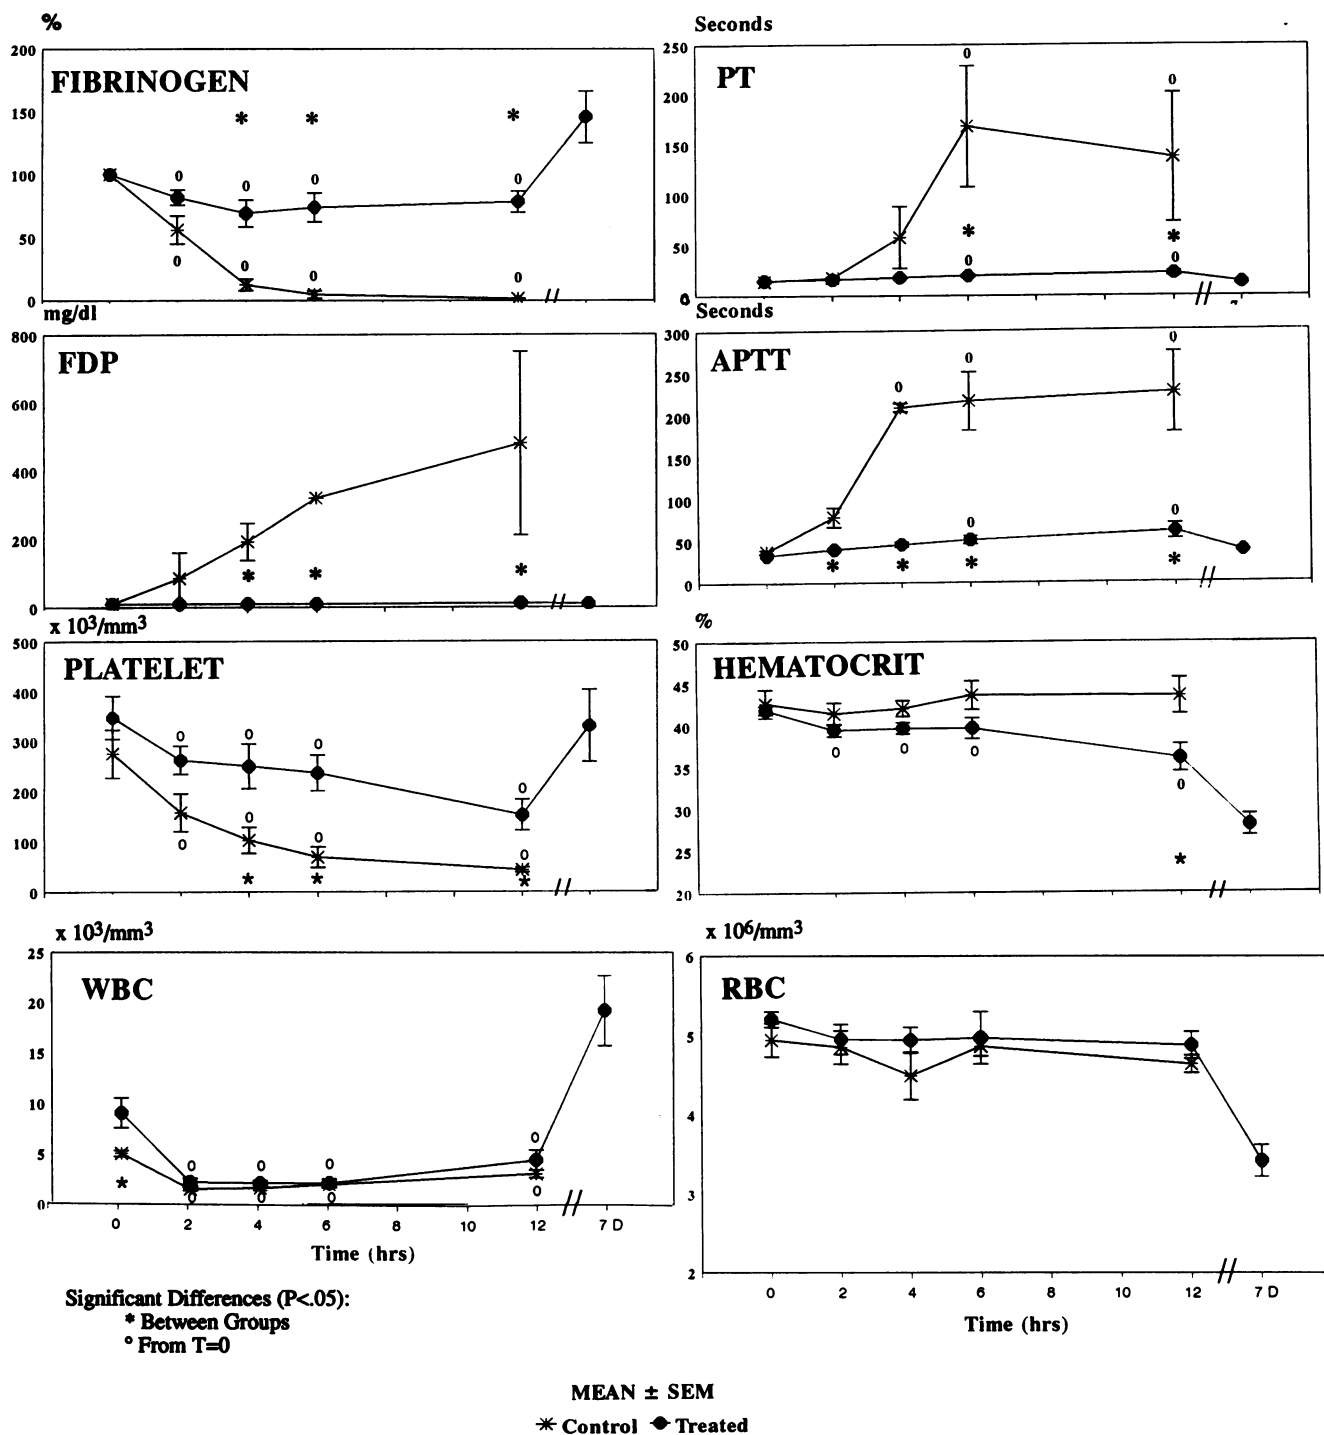 %
200
FIBRINOGEN
150
100
50
0
* * *
o o o o
o o o o
//
Seconds
250
PT
200
150
100
50
0
o o
* *
o o
//
mg/dl
800
FDP
600
400
200
0
* * *
//
Seconds
300
APTT
250
200
150
100
50
0
o o o
o o
* * * *
//
x 10³/mm³
500
PLATELET
400
300
200
100
0
o o o o
o o o o
* * *
//
%
50
HEMATOCRIT
45
40
35
30
25
20
o o o o
*
//
x 10³/mm³
25
WBC
20
15
10
5
0
o o o o
o o o o
*
//
0 2 4 6 8 10 12 7 D
Time (hrs)
x 10⁶/mm³
6
RBC
5
4
3
2
//
0 2 4 6 8 10 12 7 D
Time (hrs)
Significant Differences (P<.05):
* Between Groups
° From T=0
MEAN ± SEM
Control Treated